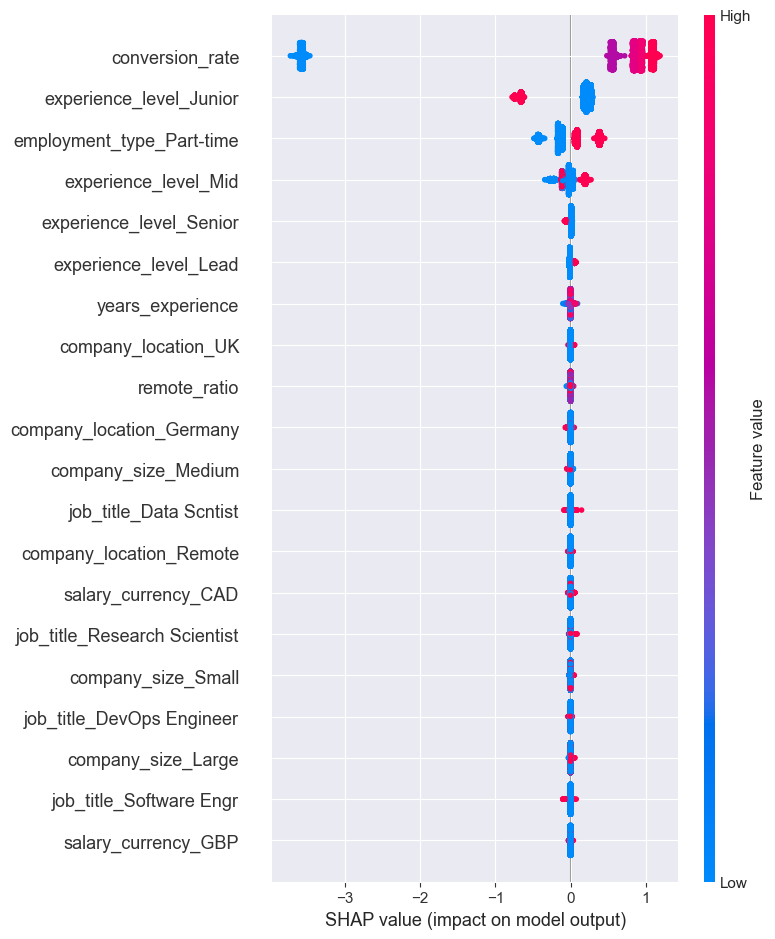 High
conversion_rate
experience_level_Junior
employment_type_Part-time
experience_level_Mid
experience_level_Senior
experience_level_Lead
years_experience
company_location_UK
remote_ratio
company_location_Germany
company_size_Medium
job_title_Data Scntist
company_location_Remote
salary_currency_CAD
job_title_Research Scientist
company_size_Small
job_title_DevOps Engineer
company_size_Large
job_title_Software Engr
salary_currency_GBP
Feature value
Low
−3 −2 −1 0 1
SHAP value (impact on model output)